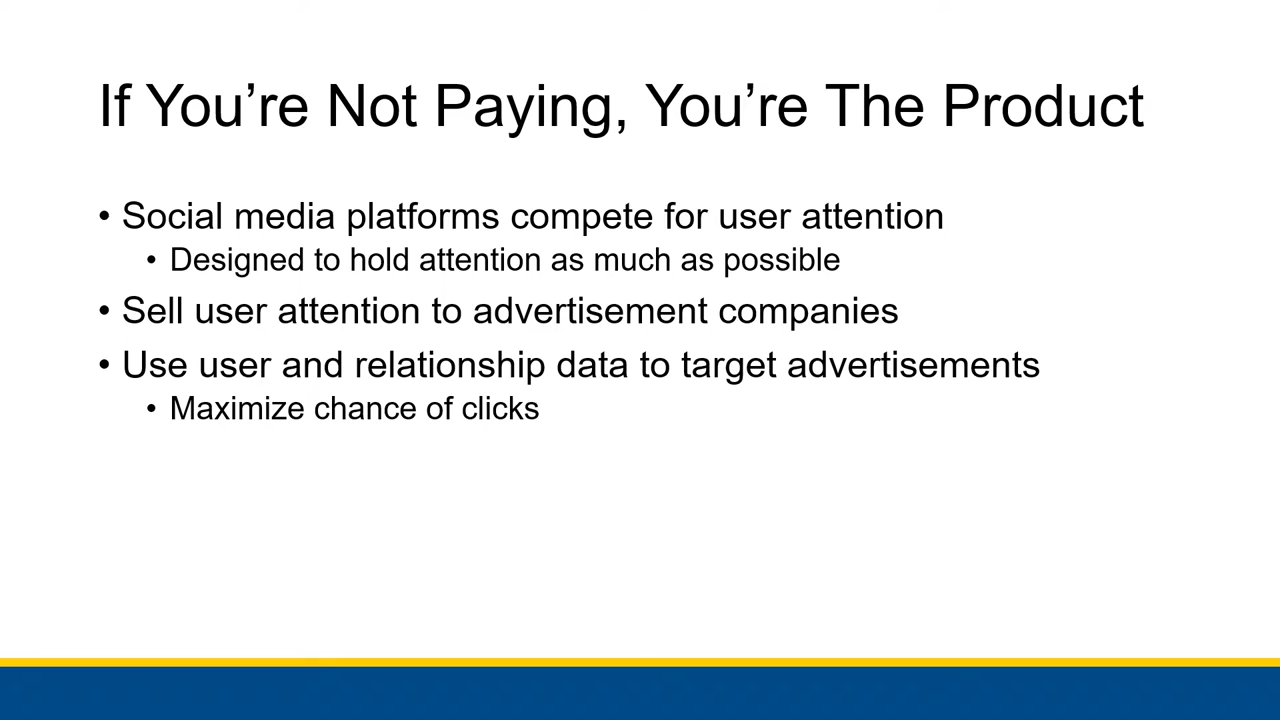 If You’re Not Paying, You’re The Product
• Social media platforms compete for user attention
• Designed to hold attention as much as possible
• Sell user attention to advertisement companies
• Use user and relationship data to target advertisements
• Maximize chance of clicks